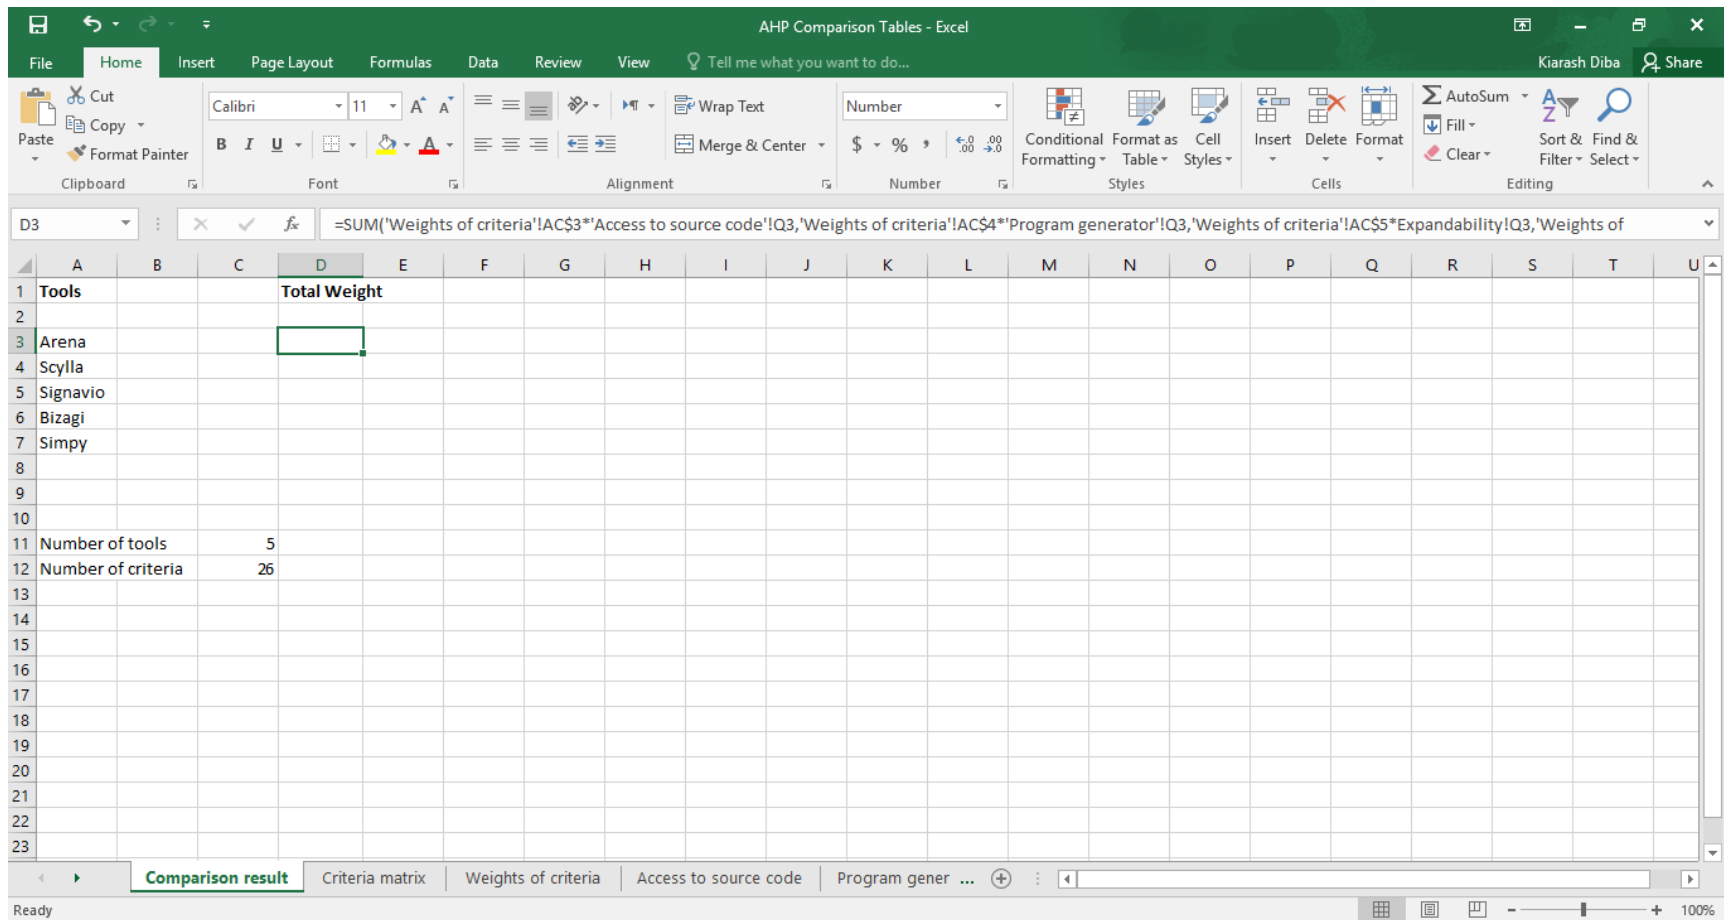 AHP Comparison Tables - Excel
File Home Insert Page Layout Formulas Data Review View Tell me what you want to do... Kiarash Diba Share
Paste
Cut
Copy
Format Painter
Clipboard
Calibri 11 A A
B I U A
Font
Wrap Text
Merge & Center
Alignment
Number
$ % ,
Number
Conditional Formatting
Format as Table
Cell Styles
Styles
Insert Delete Format
Cells
AutoSum
Fill
Clear
Sort & Filter
Find & Select
Editing
D3 fx =SUM('Weights of criteria'!AC$3*'Access to source code'!Q3,'Weights of criteria'!AC$4*'Program generator'!Q3,'Weights of criteria'!AC$5*Expandability!Q3,'Weights of
A B C D E F G H I J K L M N O P Q R S T U
1 Tools Total Weight
2
3 Arena
4 Scylla
5 Signavio
6 Bizagi
7 Simpy
8
9
10
11 Number of tools 5
12 Number of criteria 26
13
14
15
16
17
18
19
20
21
22
23
Comparison result Criteria matrix Weights of criteria Access to source code Program gener ...
Ready 100%